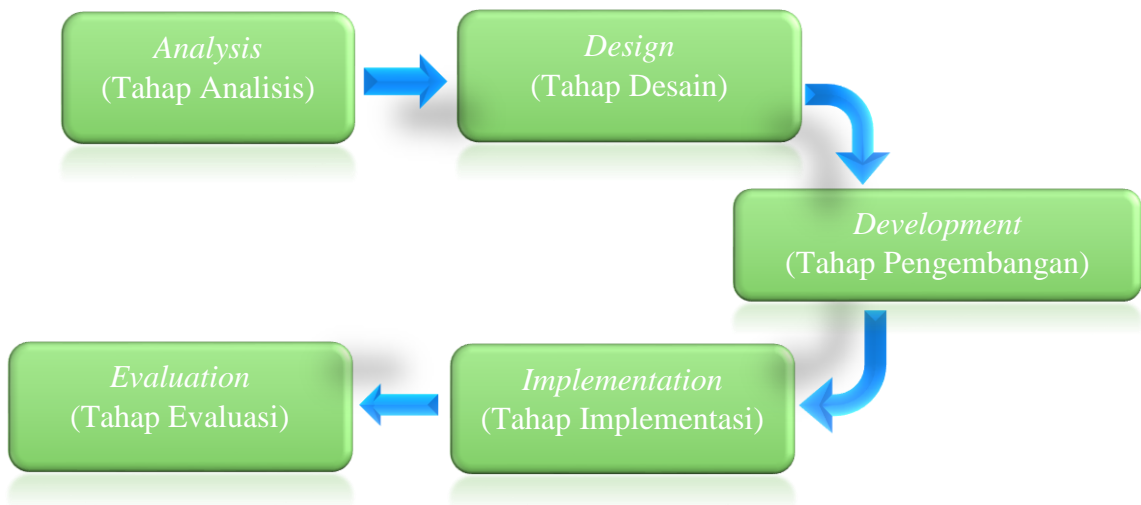 Analysis
(Tahap Analisis)
Design
(Tahap Desain)
Development
(Tahap Pengembangan)
Implementation
(Tahap Implementasi)
Evaluation
(Tahap Evaluasi)